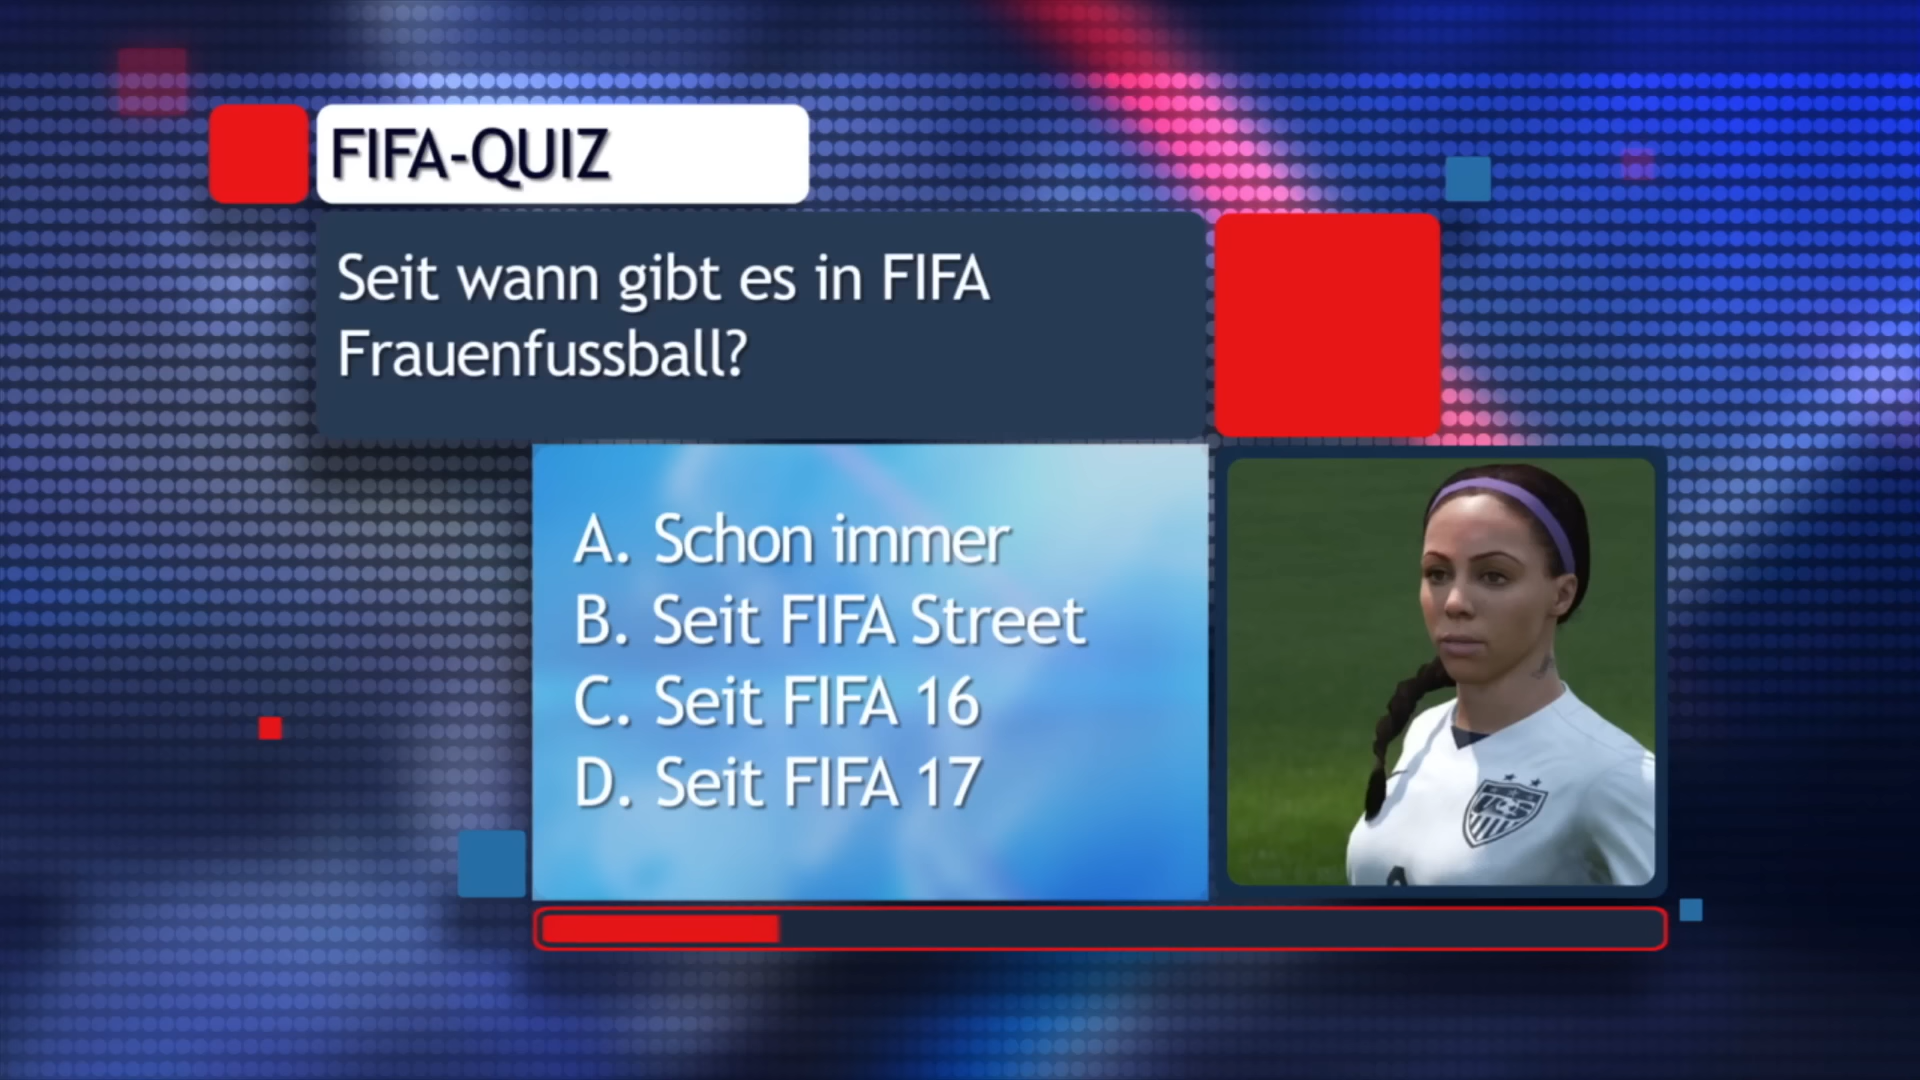 FIFA-QUIZ
Seit wann gibt es in FIFA
Frauenfussball?
A. Schon immer
B. Seit FIFA Street
C. Seit FIFA 16
D. Seit FIFA 17